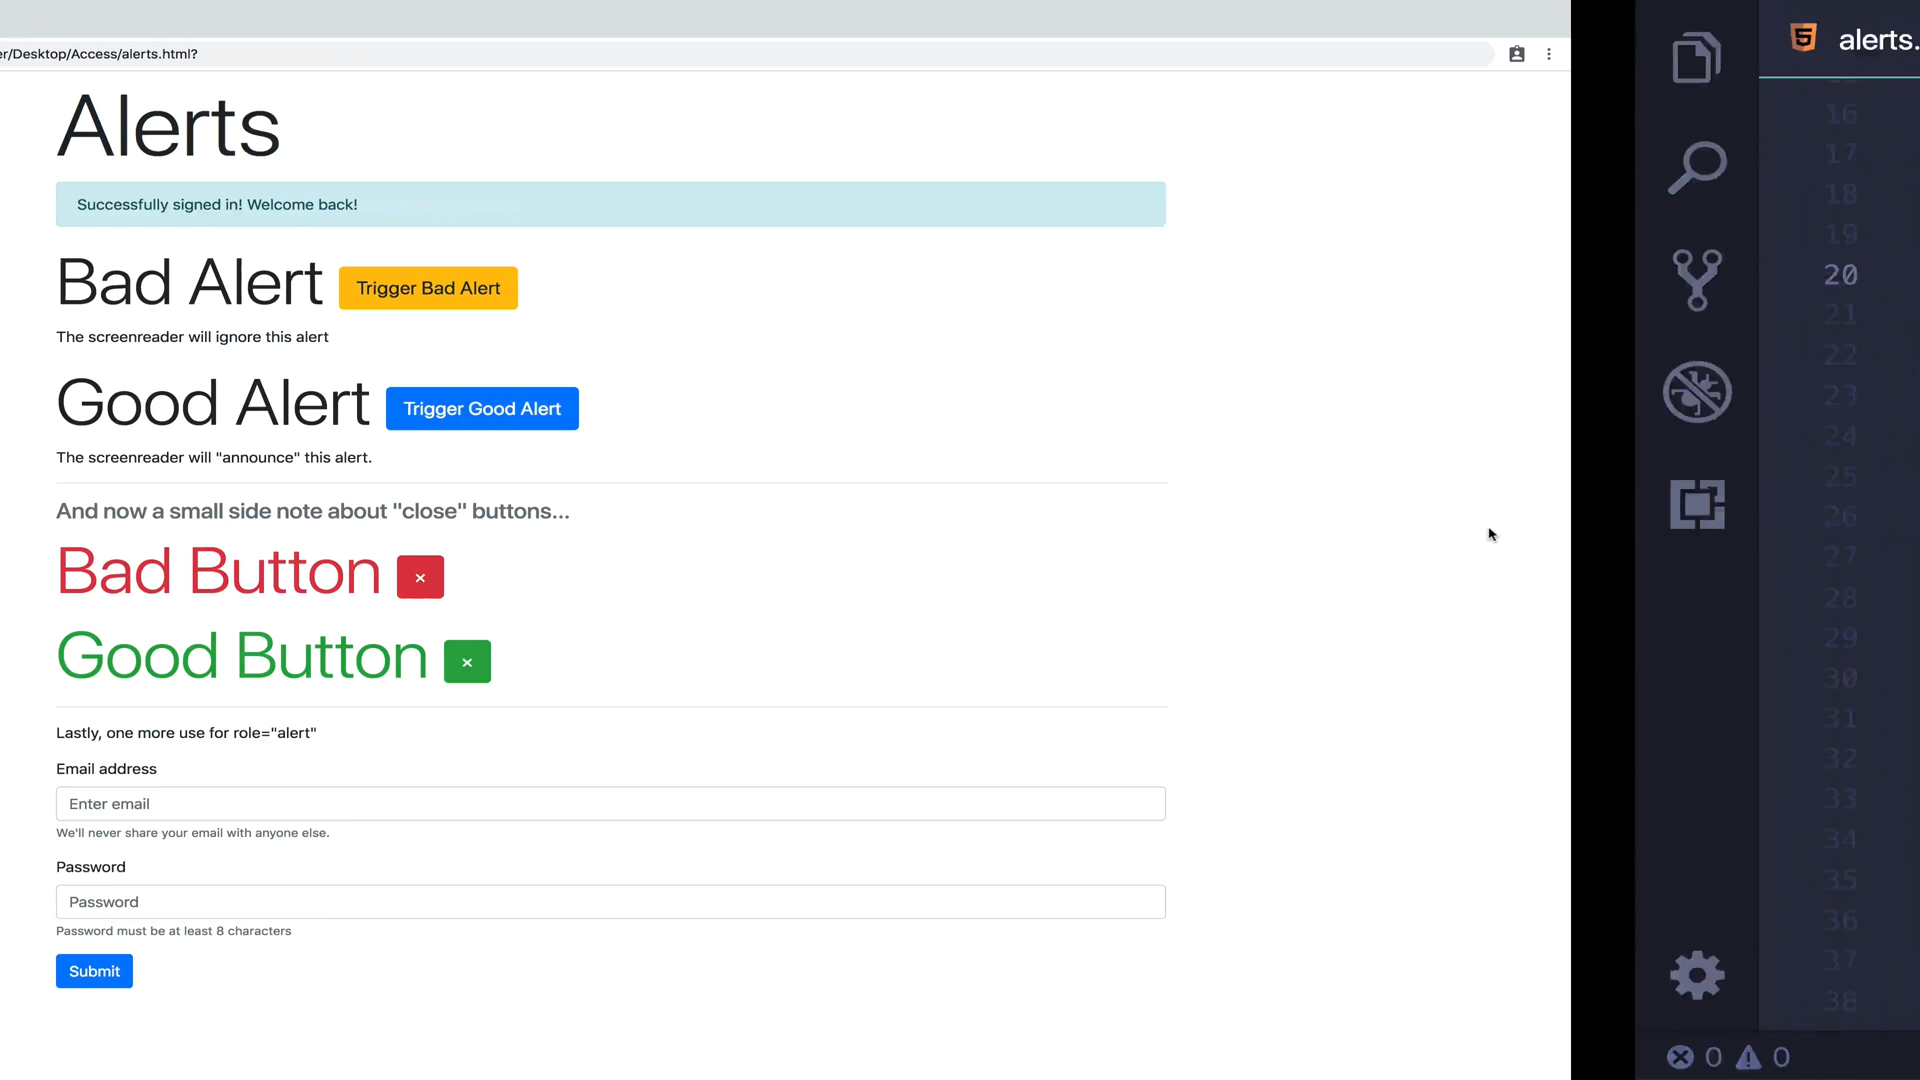 er/Desktop/Access/alerts.html?
Alerts
Successfully signed in! Welcome back!
Bad Alert
Trigger Bad Alert
The screenreader will ignore this alert
Good Alert
Trigger Good Alert
The screenreader will "announce" this alert.
And now a small side note about "close" buttons...
Bad Button
×
Good Button
×
Lastly, one more use for role="alert"
Email address
Enter email
We'll never share your email with anyone else.
Password
Password
Password must be at least 8 characters
Submit
alerts.
16
17
18
19
20
21
22
23
24
25
26
27
28
29
30
31
32
33
34
35
36
37
38
0
0